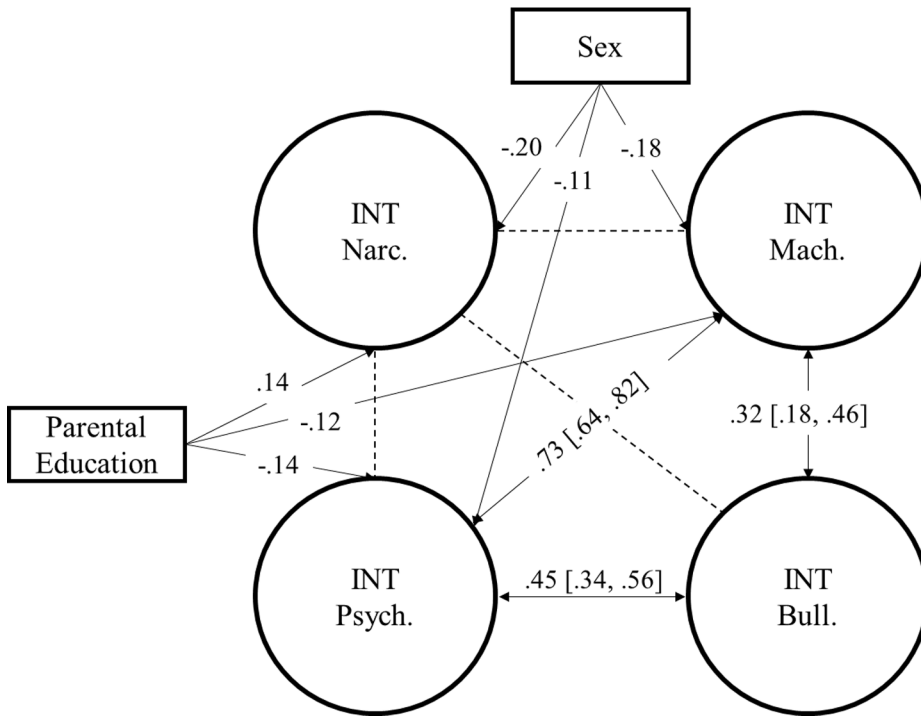 Sex
-.20
-.18
-.11
INT
Narc.
INT
Mach.
.14
-.12
-.14
Parental
Education
.73 [.64, .82]
.32 [.18, .46]
INT
Psych.
.45 [.34, .56]
INT
Bull.